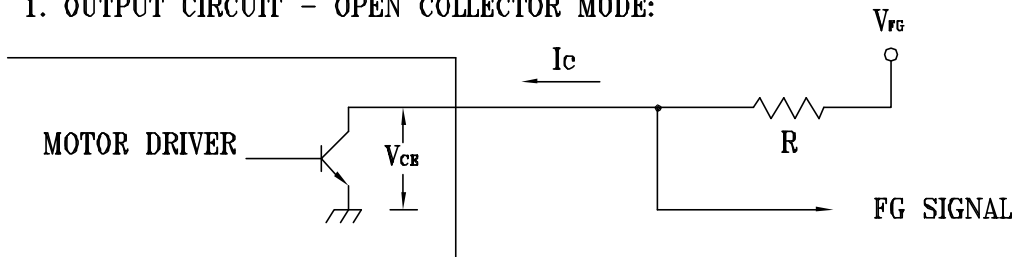 1. OUTPUT CIRCUIT - OPEN COLLECTOR MODE:
VFG
Ic
MOTOR DRIVER
VCE
R
FG SIGNAL